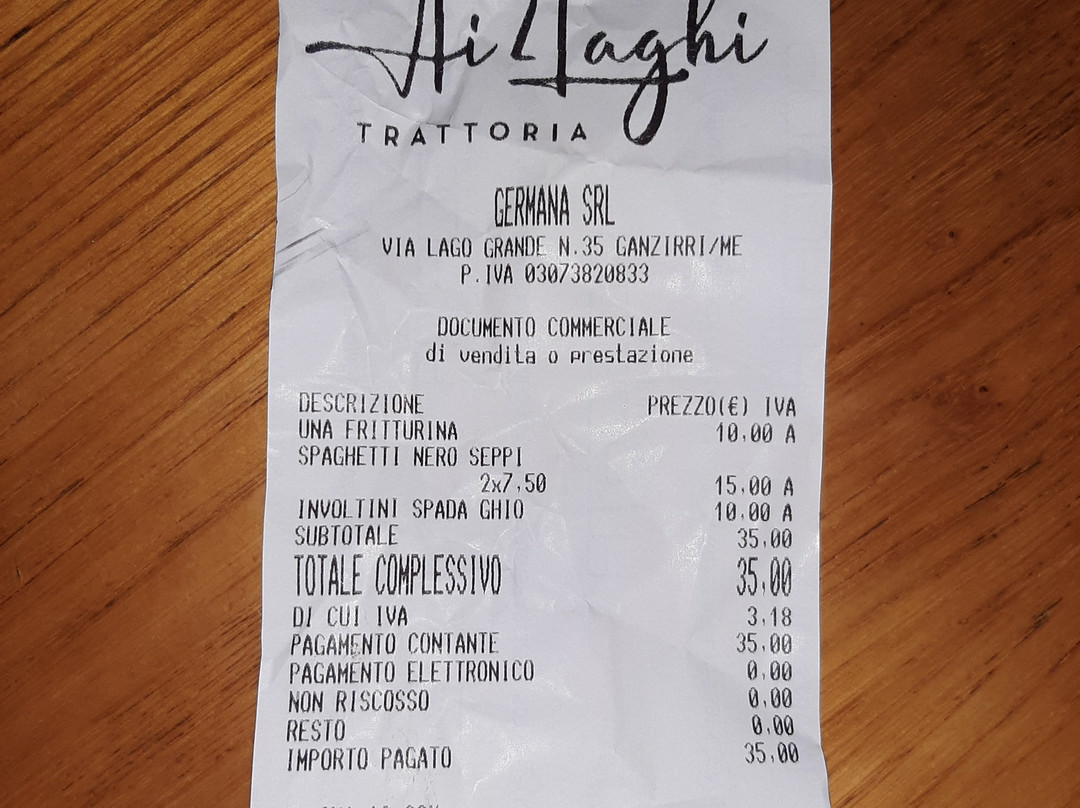 Ai Laghi
TRATTORIA
GERMANA SRL
VIA LAGO GRANDE N.35 GANZIRRI/ME
P.IVA 03073820833
DOCUMENTO COMMERCIALE
di vendita o prestazione
DESCRIZIONE PREZZO(€) IVA
UNA FRITTURINA 10,00 A
SPAGHETTI NERO SEPPI
2x7,50 15,00 A
INVOLTINI SPADA GHIO 10,00 A
SUBTOTALE 35,00
TOTALE COMPLESSIVO 35,00
DI CUI IVA 3,18
PAGAMENTO CONTANTE 35,00
PAGAMENTO ELETTRONICO 0,00
NON RISCOSSO 0,00
RESTO 0,00
IMPORTO PAGATO 35,00